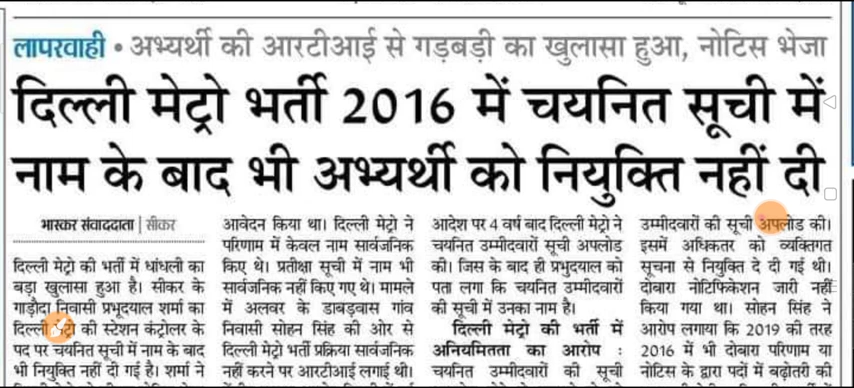 लापरवाही • अभ्यर्थी की आरटीआई से गड़बड़ी का खुलासा हुआ, नोटिस भेजा
दिल्ली मेट्रो भर्ती 2016 में चयनित सूची में
नाम के बाद भी अभ्यर्थी को नियुक्ति नहीं दी
भास्कर संवाददाता | सीकर
दिल्ली मेट्रो की भर्ती में धांधली का
बड़ा खुलासा हुआ है। सीकर के
गाड़ौदा निवासी प्रभूदयाल शर्मा का
दिल्ली की स्टेशन कंट्रोलर के
पद पर चयनित सूची में नाम के बाद
भी नियुक्ति नहीं दी गई है। शर्मा ने
आवेदन किया था। दिल्ली मेट्रो ने
परिणाम में केवल नाम सार्वजनिक
किए थे। प्रतीक्षा सूची में नाम भी
सार्वजनिक नहीं किए गए थे। मामले
में अलवर के डाबड़वास गांव
निवासी सोहन सिंह की ओर से
दिल्ली मेट्रो भर्ती प्रक्रिया सार्वजनिक
नहीं करने पर आरटीआई लगाई थी।
आदेश पर 4 वर्ष बाद दिल्ली मेट्रो ने
चयनित उम्मीदवारों सूची अपलोड
की। जिस के बाद ही प्रभुदयाल को
पता लगा कि चयनित उम्मीदवारों
की सूची में उनका नाम है।
दिल्ली मेट्रो की भर्ती में
अनियमितता का आरोप :
चयनित उम्मीदवारों की सूची
उम्मीदवारों की सूची अपलोड की।
इसमें अधिकतर को व्यक्तिगत
सूचना से नियुक्ति दे दी गई थी।
दोबारा नोटिफिकेशन जारी नहीं
किया गया था। सोहन सिंह ने
आरोप लगाया कि 2019 की तरह
2016 में भी दोबारा परिणाम या
नोटिस के द्वारा पदों में बढ़ोतरी की